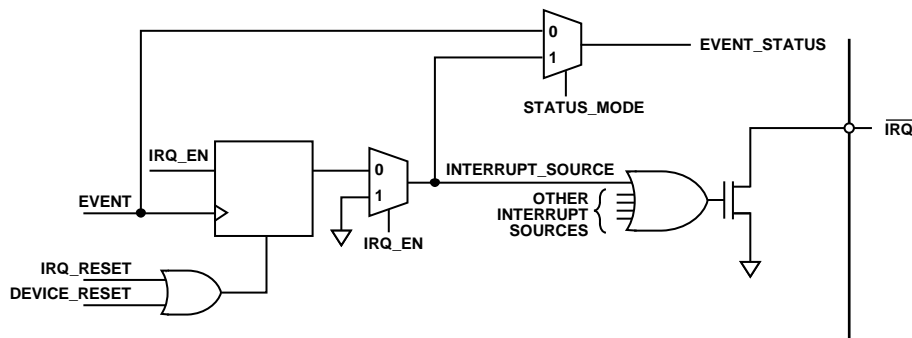 0
1
EVENT_STATUS
STATUS_MODE
IRQ
IRQ_EN
0
1
INTERRUPT_SOURCE
EVENT
OTHER
INTERRUPT
SOURCES
IRQ_EN
IRQ_RESET
DEVICE_RESET